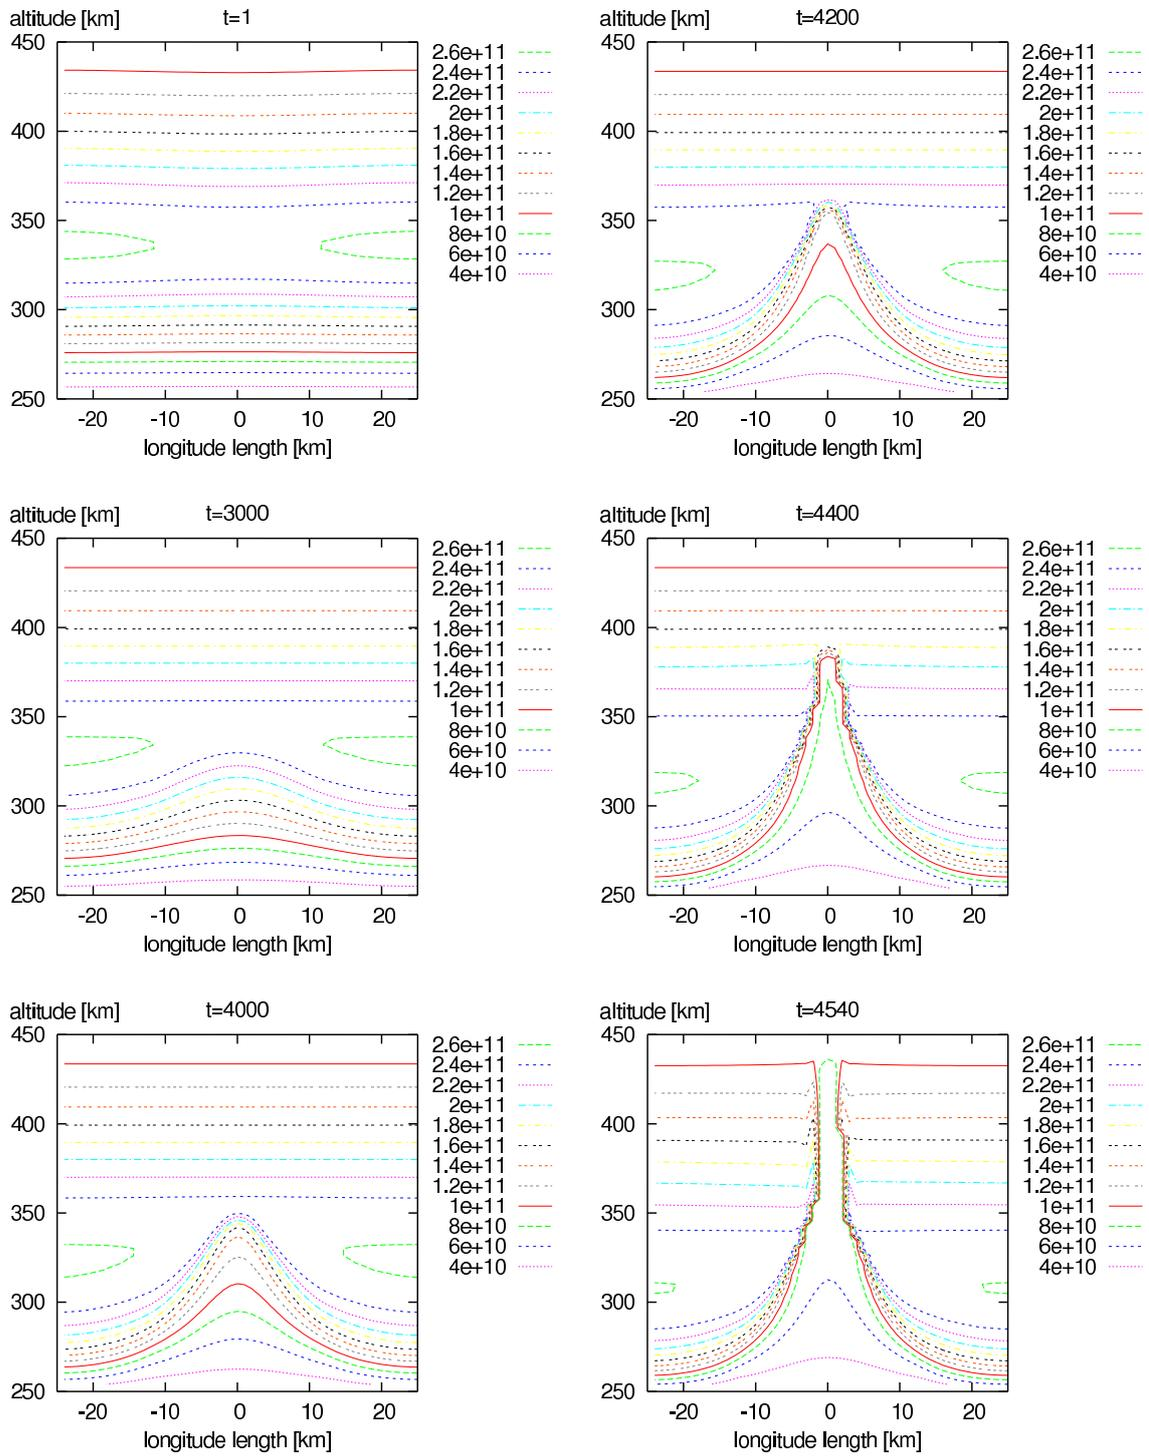 altitude [km] t=1
450
400
350
300
250
-20 -10 0 10 20
longitude length [km]
2.6e+11
2.4e+11
2.2e+11
2e+11
1.8e+11
1.6e+11
1.4e+11
1.2e+11
1e+11
8e+10
6e+10
4e+10
altitude [km] t=4200
450
400
350
300
250
-20 -10 0 10 20
longitude length [km]
2.6e+11
2.4e+11
2.2e+11
2e+11
1.8e+11
1.6e+11
1.4e+11
1.2e+11
1e+11
8e+10
6e+10
4e+10
altitude [km] t=3000
450
400
350
300
250
-20 -10 0 10 20
longitude length [km]
2.6e+11
2.4e+11
2.2e+11
2e+11
1.8e+11
1.6e+11
1.4e+11
1.2e+11
1e+11
8e+10
6e+10
4e+10
altitude [km] t=4400
450
400
350
300
250
-20 -10 0 10 20
longitude length [km]
2.6e+11
2.4e+11
2.2e+11
2e+11
1.8e+11
1.6e+11
1.4e+11
1.2e+11
1e+11
8e+10
6e+10
4e+10
altitude [km] t=4000
450
400
350
300
250
-20 -10 0 10 20
longitude length [km]
2.6e+11
2.4e+11
2.2e+11
2e+11
1.8e+11
1.6e+11
1.4e+11
1.2e+11
1e+11
8e+10
6e+10
4e+10
altitude [km] t=4540
450
400
350
300
250
-20 -10 0 10 20
longitude length [km]
2.6e+11
2.4e+11
2.2e+11
2e+11
1.8e+11
1.6e+11
1.4e+11
1.2e+11
1e+11
8e+10
6e+10
4e+10